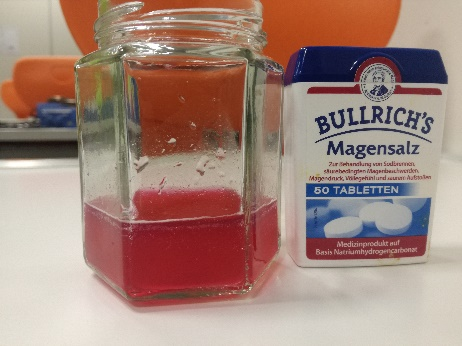 BULLRICH'S
Magensalz
Zur Behandlung von Sodbrennen,
säurebedingten Magenbeschwerden,
Magendruck, Völlegefühl und saurem Aufstoßen
50 TABLETTEN
Medizinprodukt auf
Basis Natriumhydrogencarbonat